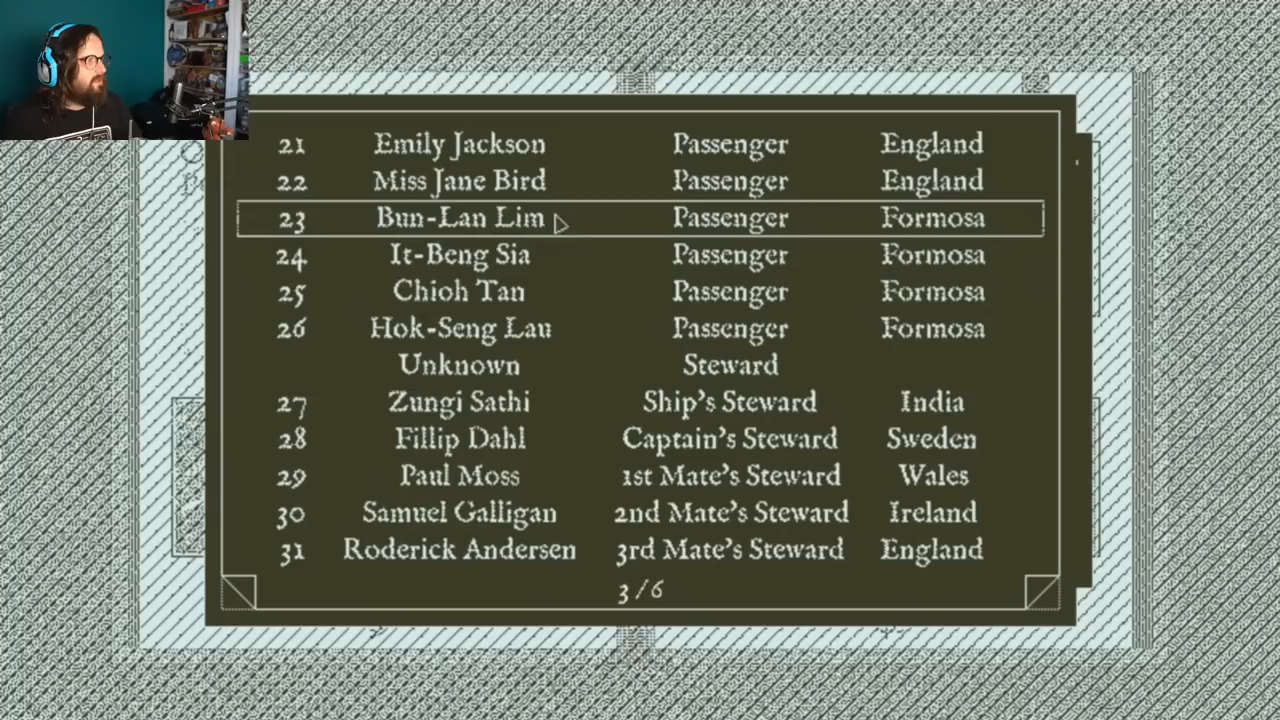 21 Emily Jackson Passenger England
22 Miss Jane Bird Passenger England
23 Bun-Lan Lim Passenger Formosa
24 It-Beng Sia Passenger Formosa
25 Chioh Tan Passenger Formosa
26 Hok-Seng Lau Passenger Formosa
Unknown Steward
27 Zungi Sathi Ship's Steward India
28 Fillip Dahl Captain's Steward Sweden
29 Paul Moss 1st Mate's Steward Wales
30 Samuel Galligan 2nd Mate's Steward Ireland
31 Roderick Andersen 3rd Mate's Steward England
3/6